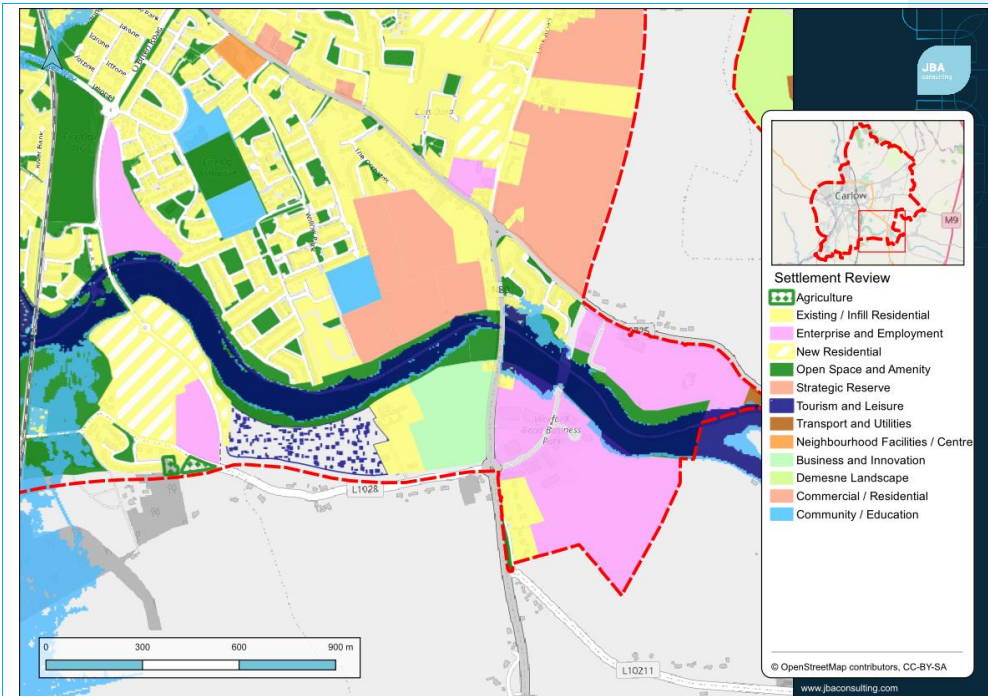 JBA
consulting
Carlow
M9
Settlement Review
Agriculture
Existing / Infill Residential
Enterprise and Employment
New Residential
Open Space and Amenity
Strategic Reserve
Tourism and Leisure
Transport and Utilities
Neighbourhood Facilities / Centre
Business and Innovation
Demesne Landscape
Commercial / Residential
Community / Education
L1028
L10211
0 300 600 900 m
© OpenStreetMap contributors, CC-BY-SA
www.jbaconsulting.com